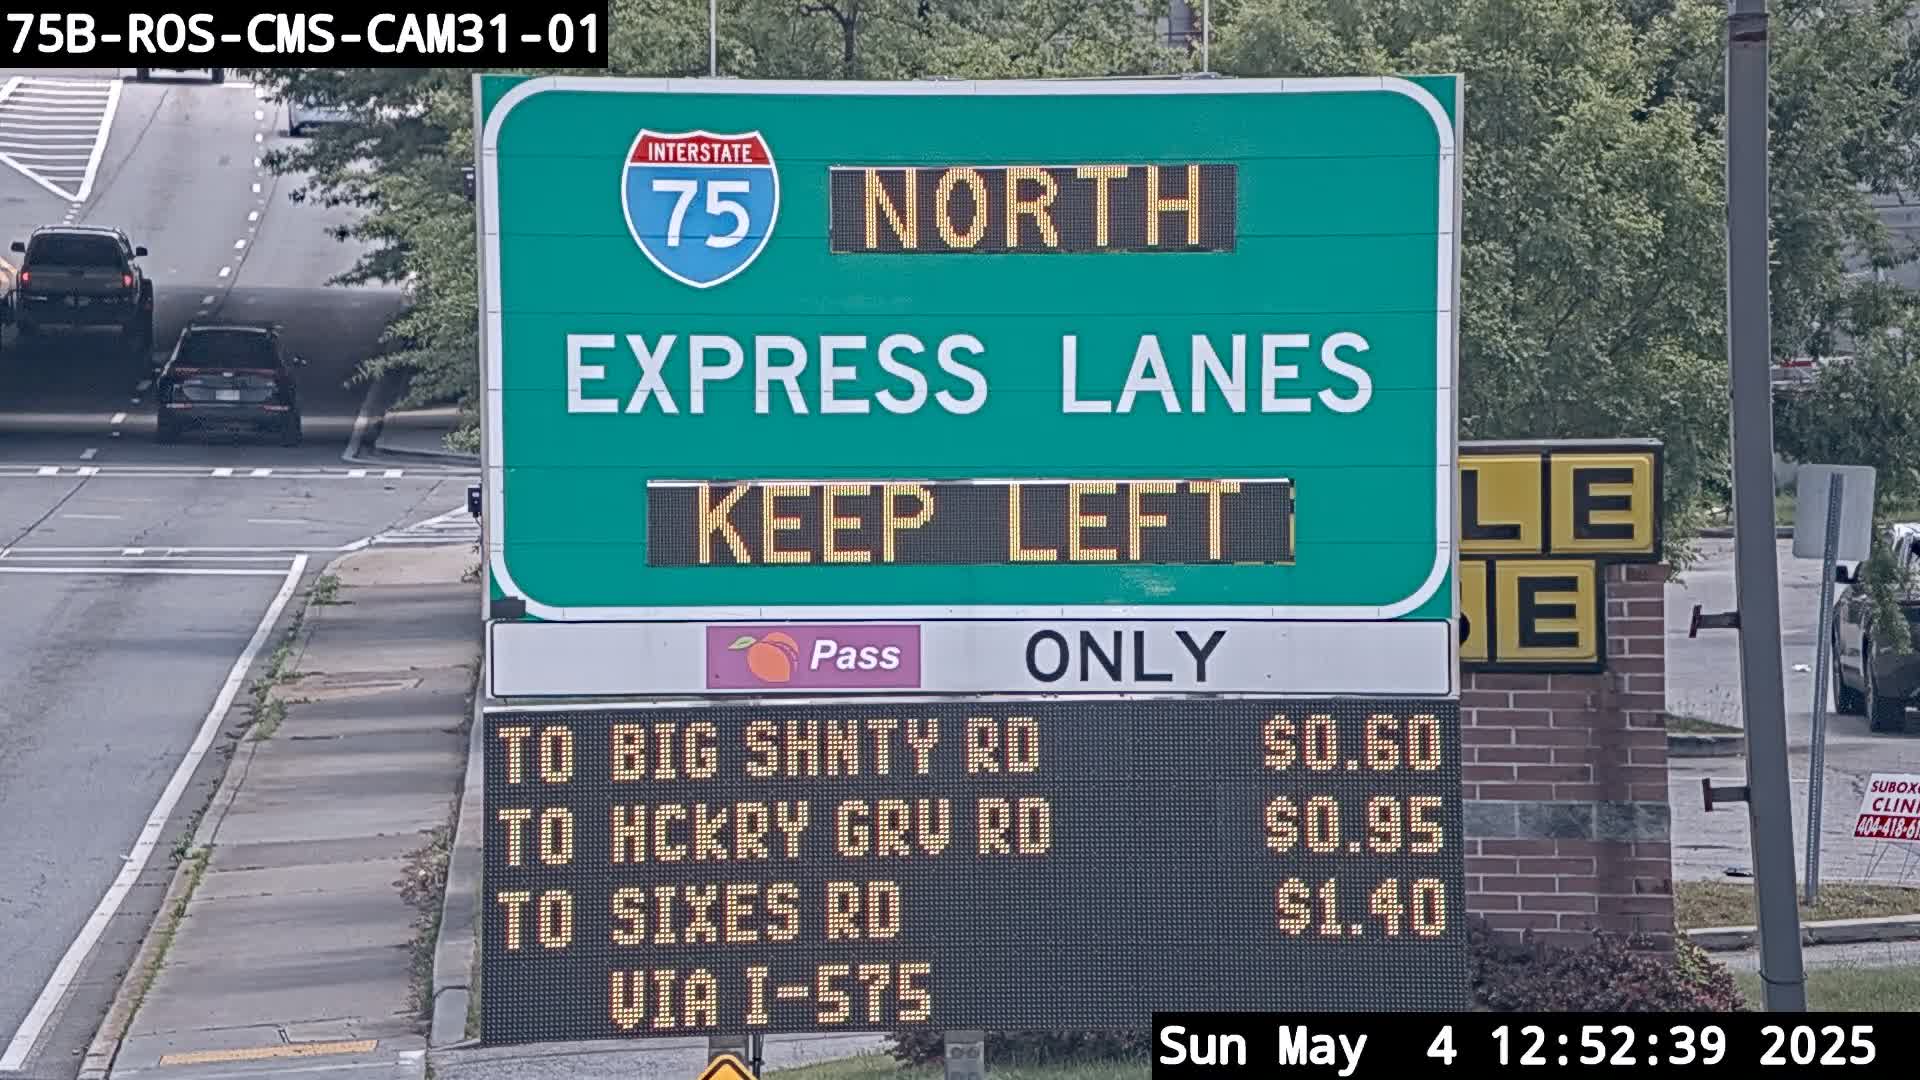 75B-ROS-CMS-CAM31-01
INTERSTATE
75
NORTH
EXPRESS LANES
KEEP LEFT
Pass ONLY
TO BIG SHNTY RD $0.60
TO HCKRY GRV RD $0.95
TO SIXES RD $1.40
VIA I-575
LE
E
CLINI
Sun May 4 12:52:39 2025